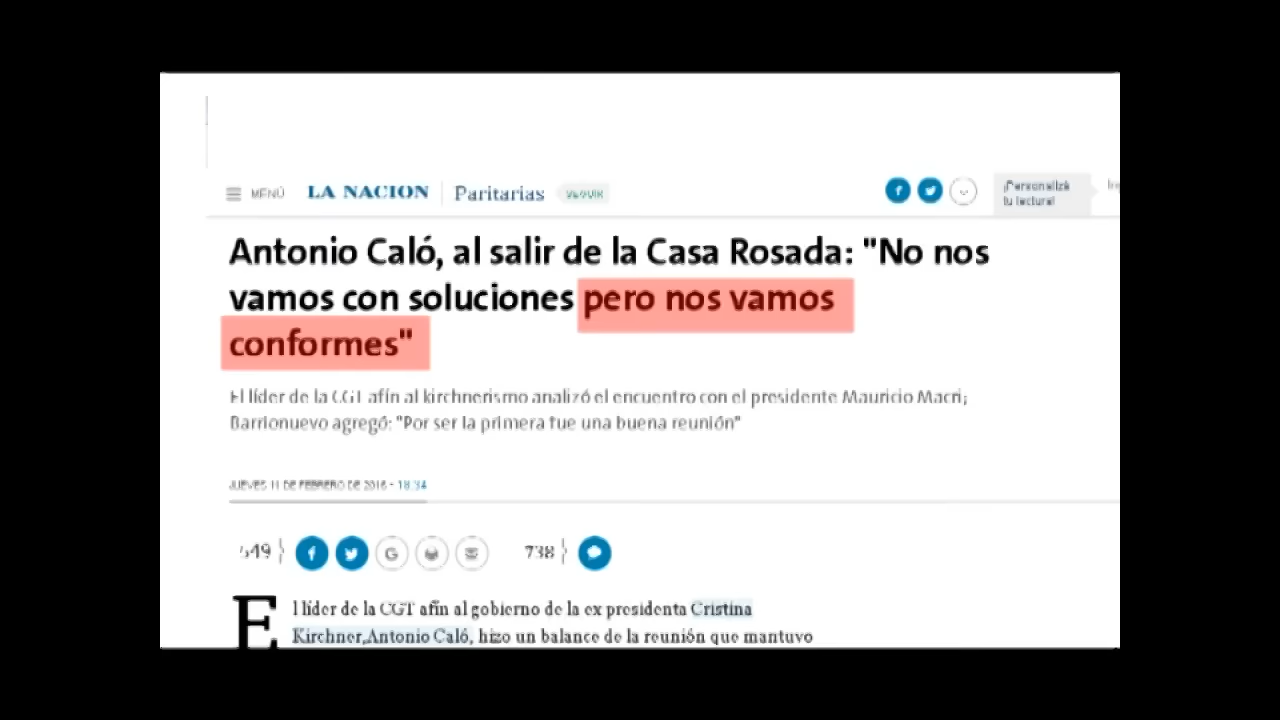 MENÚ LA NACION Paritarias SEGUIR
¡Personalizá
tu lectura!
Antonio Caló, al salir de la Casa Rosada: "No nos
vamos con soluciones pero nos vamos
conformes"
El líder de la CGT afín al kirchnerismo analizó el encuentro con el presidente Mauricio Macri;
Barrionuevo agregó: "Por ser la primera fue una buena reunión"
JUEVES 11 DE FEBRERO DE 2016 - 18:34
549 738
El líder de la CGT afín al gobierno de la ex presidenta Cristina
Kirchner,Antonio Caló, hizo un balance de la reunión que mantuvo